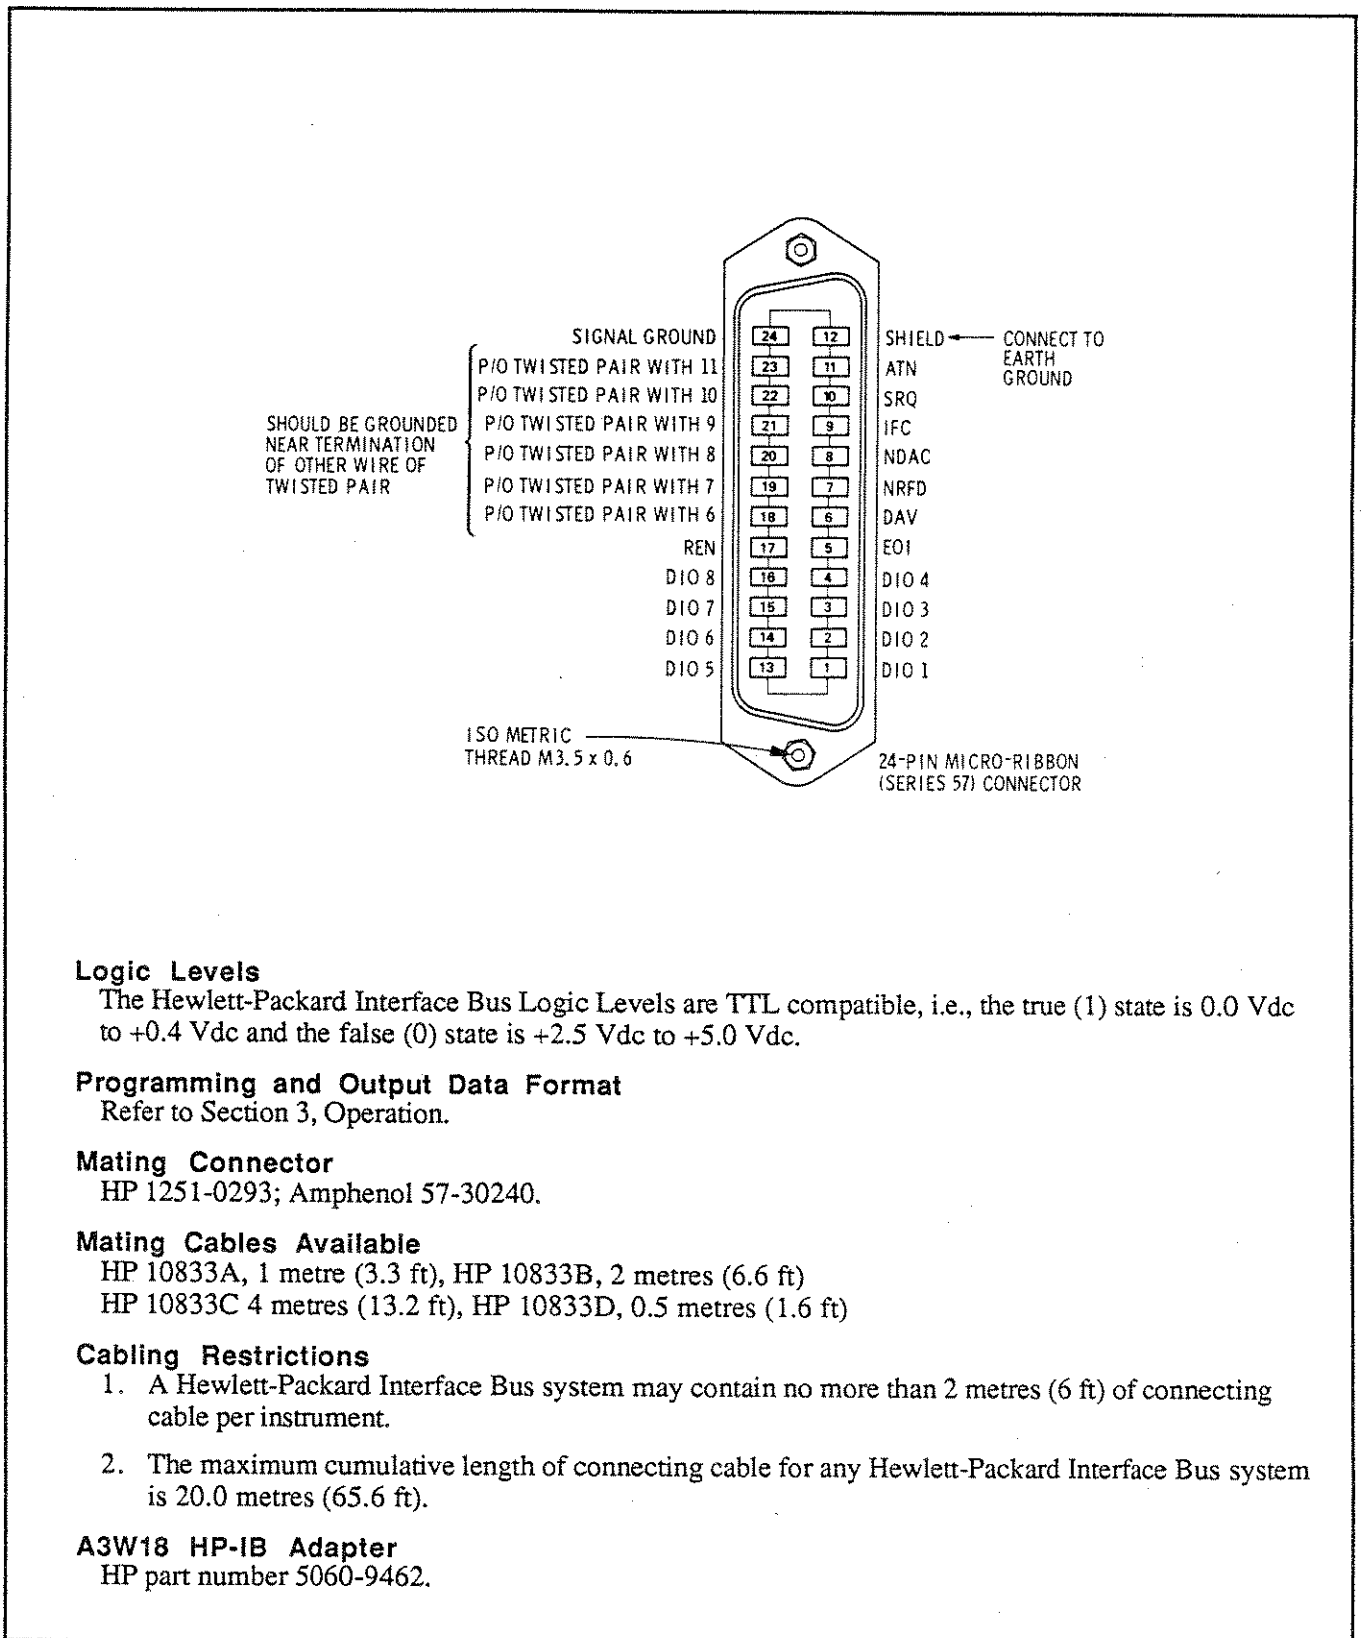 SIGNAL GROUND 24 12 SHIELD CONNECT TO EARTH GROUND
P/O TWISTED PAIR WITH 11 23 11 ATN
P/O TWISTED PAIR WITH 10 22 10 SRQ
P/O TWISTED PAIR WITH 9 21 9 IFC
P/O TWISTED PAIR WITH 8 20 8 NDAC
P/O TWISTED PAIR WITH 7 19 7 NRFD
P/O TWISTED PAIR WITH 6 18 6 DAV
SHOULD BE GROUNDED
NEAR TERMINATION
OF OTHER WIRE OF
TWISTED PAIR
REN 17 5 EOI
DIO 8 16 4 DIO 4
DIO 7 15 3 DIO 3
DIO 6 14 2 DIO 2
DIO 5 13 1 DIO 1
ISO METRIC
THREAD M3.5 x 0.6
24-PIN MICRO-RIBBON
(SERIES 57) CONNECTOR
Logic Levels
The Hewlett-Packard Interface Bus Logic Levels are TTL compatible, i.e., the true (1) state is 0.0 Vdc
to +0.4 Vdc and the false (0) state is +2.5 Vdc to +5.0 Vdc.
Programming and Output Data Format
Refer to Section 3, Operation.
Mating Connector
HP 1251-0293; Amphenol 57-30240.
Mating Cables Available
HP 10833A, 1 metre (3.3 ft), HP 10833B, 2 metres (6.6 ft)
HP 10833C 4 metres (13.2 ft), HP 10833D, 0.5 metres (1.6 ft)
Cabling Restrictions
1. A Hewlett-Packard Interface Bus system may contain no more than 2 metres (6 ft) of connecting
cable per instrument.
2. The maximum cumulative length of connecting cable for any Hewlett-Packard Interface Bus system
is 20.0 metres (65.6 ft).
A3W18 HP-IB Adapter
HP part number 5060-9462.